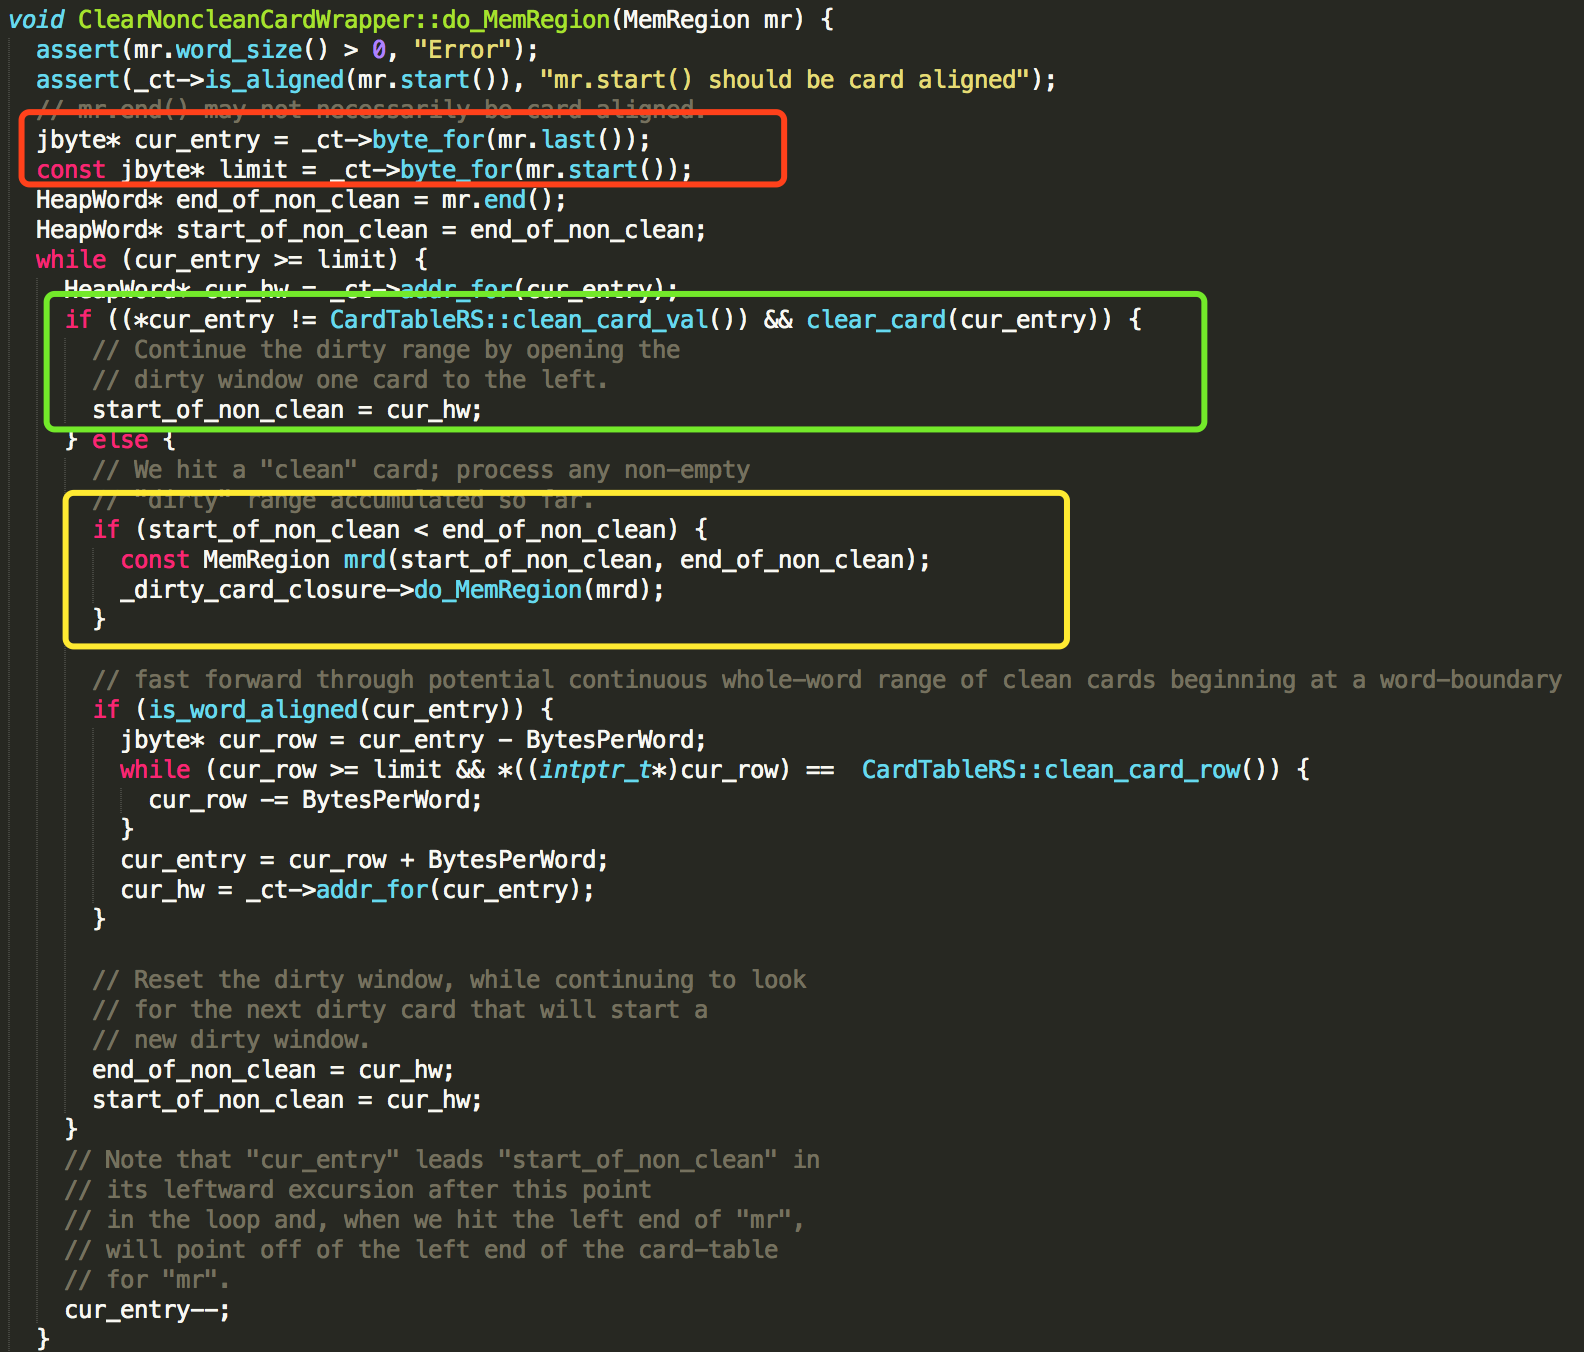 void ClearNoncleanCardWrapper::do_MemRegion(MemRegion mr) {
  assert(mr.word_size() > 0, "Error");
  assert(_ct->is_aligned(mr.start()), "mr.start() should be card aligned");
  // mr.end() may not necessarily be card aligned.
  jbyte* cur_entry = _ct->byte_for(mr.last());
  const jbyte* limit = _ct->byte_for(mr.start());
  HeapWord* end_of_non_clean = mr.end();
  HeapWord* start_of_non_clean = end_of_non_clean;
  while (cur_entry >= limit) {
    HeapWord* cur_hw = _ct->addr_for(cur_entry);
    if ((*cur_entry != CardTableRS::clean_card_val()) && clear_card(cur_entry)) {
      // Continue the dirty range by opening the
      // dirty window one card to the left.
      start_of_non_clean = cur_hw;
    } else {
      // We hit a "clean" card; process any non-empty
      // "dirty" range accumulated so far.
      if (start_of_non_clean < end_of_non_clean) {
        const MemRegion mrd(start_of_non_clean, end_of_non_clean);
        _dirty_card_closure->do_MemRegion(mrd);
      }
      // fast forward through potential continuous whole-word range of clean cards beginning at a word-boundary
      if (is_word_aligned(cur_entry)) {
        jbyte* cur_row = cur_entry - BytesPerWord;
        while (cur_row >= limit && *((intptr_t*)cur_row) ==  CardTableRS::clean_card_row()) {
          cur_row -= BytesPerWord;
        }
        cur_entry = cur_row + BytesPerWord;
        cur_hw = _ct->addr_for(cur_entry);
      }
      // Reset the dirty window, while continuing to look
      // for the next dirty card that will start a
      // new dirty window.
      end_of_non_clean = cur_hw;
      start_of_non_clean = cur_hw;
    }
    // Note that "cur_entry" leads "start_of_non_clean" in
    // its leftward excursion after this point
    // in the loop and, when we hit the left end of "mr",
    // will point off of the left end of the card-table
    // for "mr".
    cur_entry--;
  }